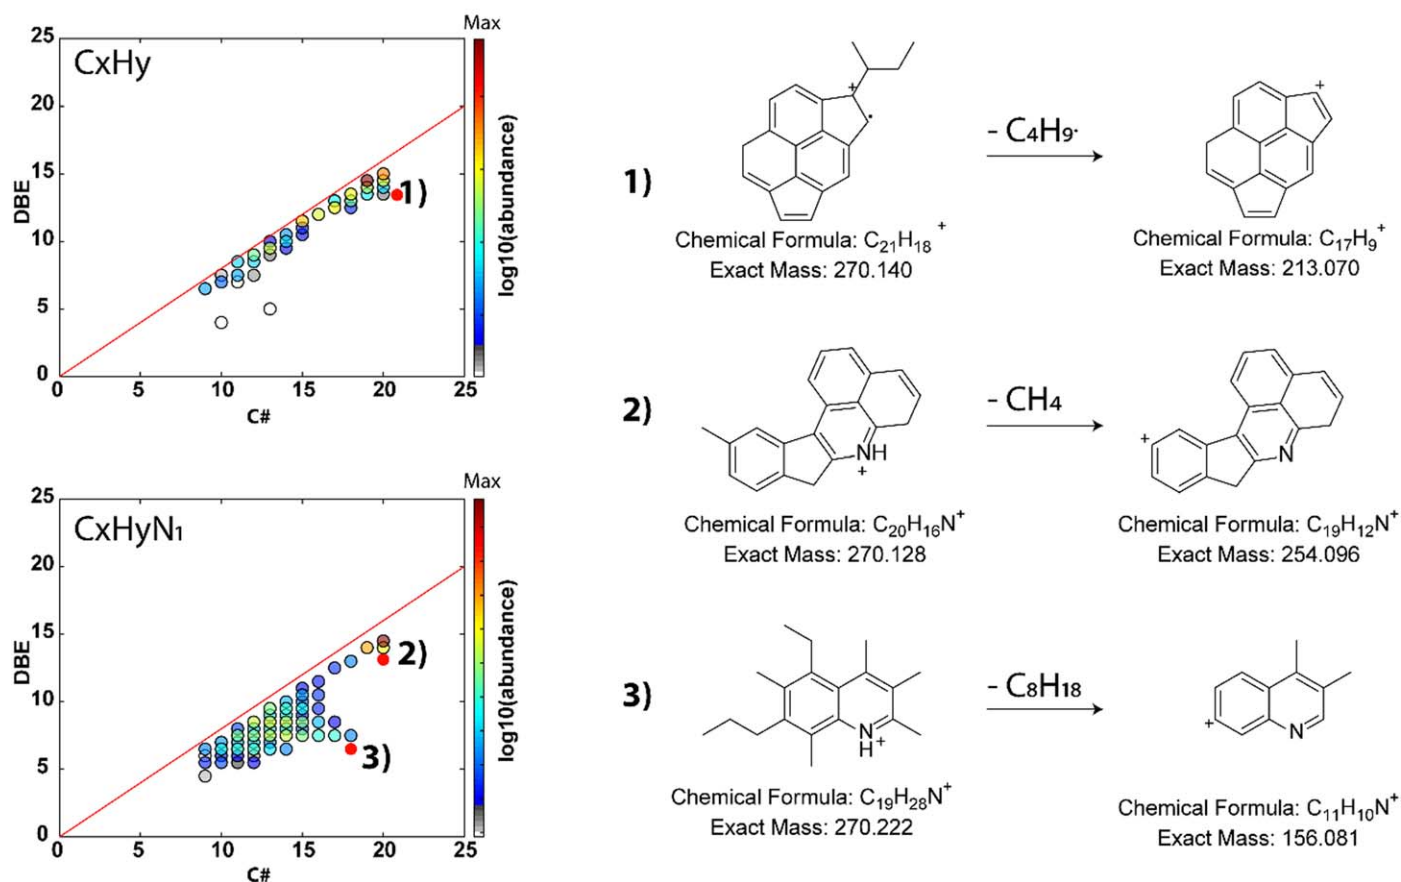 Max
25
20
15
10
5
0
DBE
CxHy
1)
0 5 10 15 20 25
C#
log10(abundance)
Max
25
20
15
10
5
0
DBE
CxHyN1
2)
3)
0 5 10 15 20 25
C#
log10(abundance)
1)
+
•
- C4H9·
+
Chemical Formula: C21H18 +
Exact Mass: 270.140
Chemical Formula: C17H9+
Exact Mass: 213.070
2)
NH
+
- CH4
+
N
Chemical Formula: C20H16N+
Exact Mass: 270.128
Chemical Formula: C19H12N+
Exact Mass: 254.096
3)
N
H
+
- C8H18
+
N
Chemical Formula: C19H28N+
Exact Mass: 270.222
Chemical Formula: C11H10N+
Exact Mass: 156.081